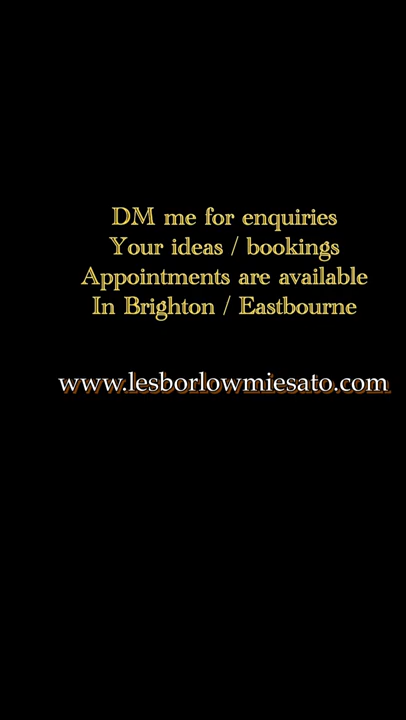 DM me for enquiries
Your ideas / bookings
Appointments are available
In Brighton / Eastbourne
www.lesborlowmiesato.com